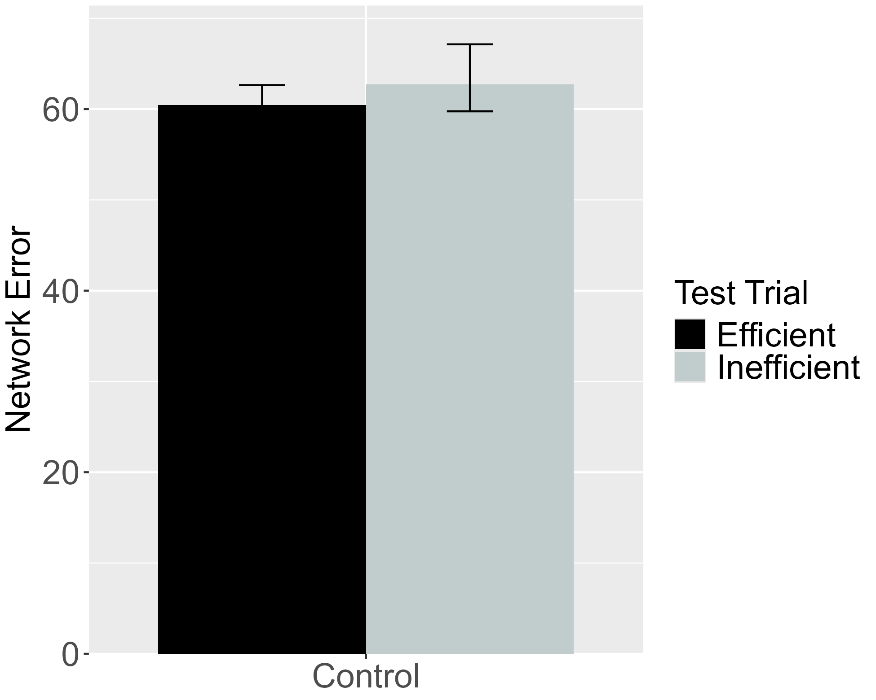 Network Error
60
40
20
0
Control
Test Trial
Efficient
Inefficient